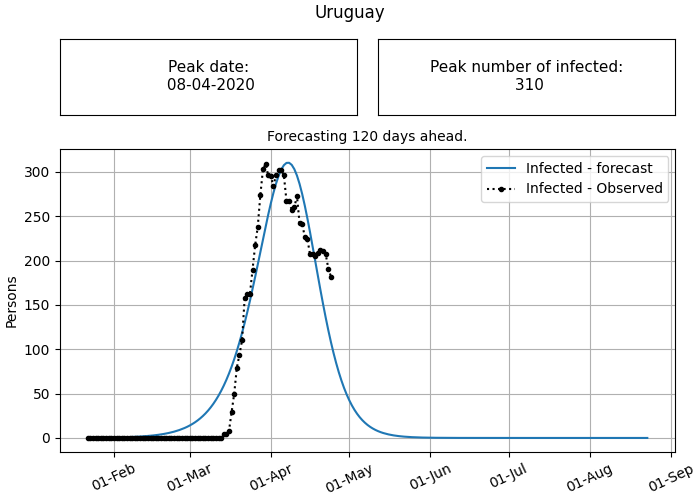 Uruguay
Peak date:
08-04-2020
Peak number of infected:
310
Forecasting 120 days ahead.
Infected - forecast
Infected - Observed
Persons
300
250
200
150
100
50
0
01-Feb
01-Mar
01-Apr
01-May
01-Jun
01-Jul
01-Aug
01-Sep